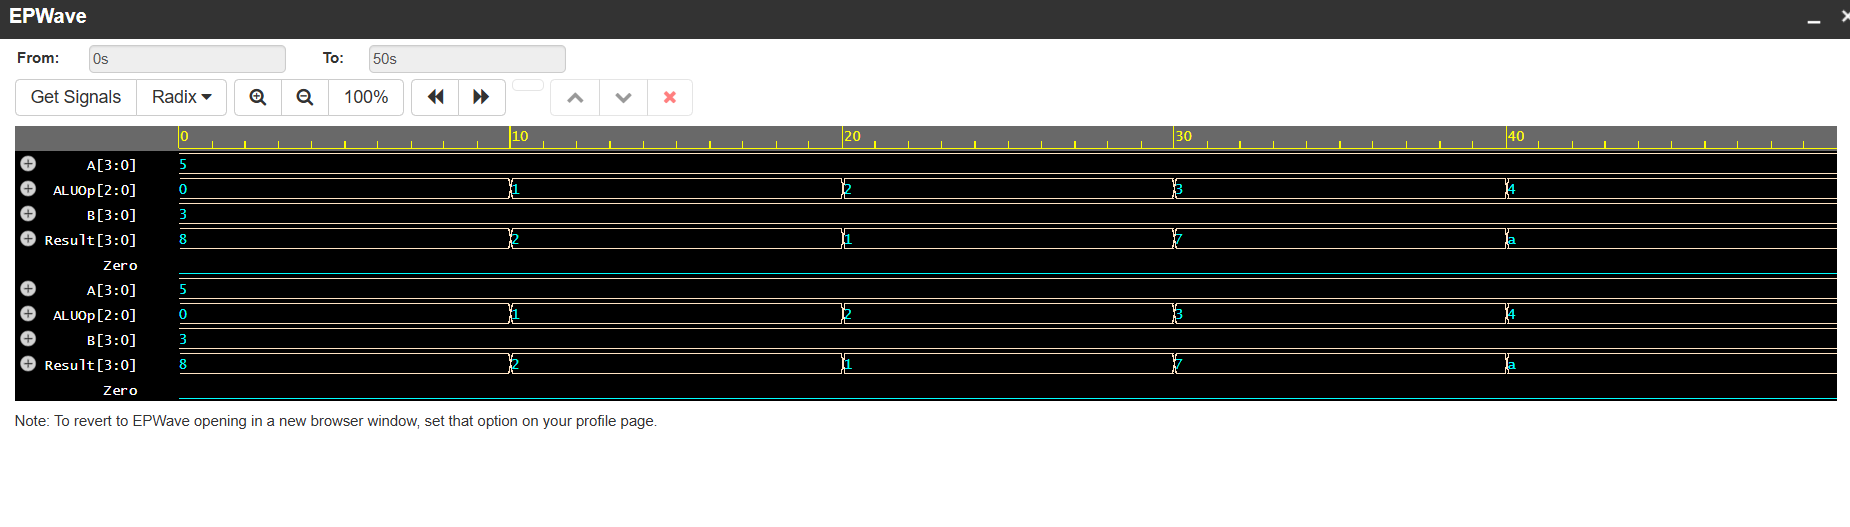 EPWave
From: 0s To: 50s
Get Signals Radix 100%
0 10 20 30 40
A[3:0] 5
ALUOp[2:0] 0 1 2 3 4
B[3:0] 3
Result[3:0] 8 2 1 7 a
Zero
A[3:0] 5
ALUOp[2:0] 0 1 2 3 4
B[3:0] 3
Result[3:0] 8 2 1 7 a
Zero
Note: To revert to EPWave opening in a new browser window, set that option on your profile page.